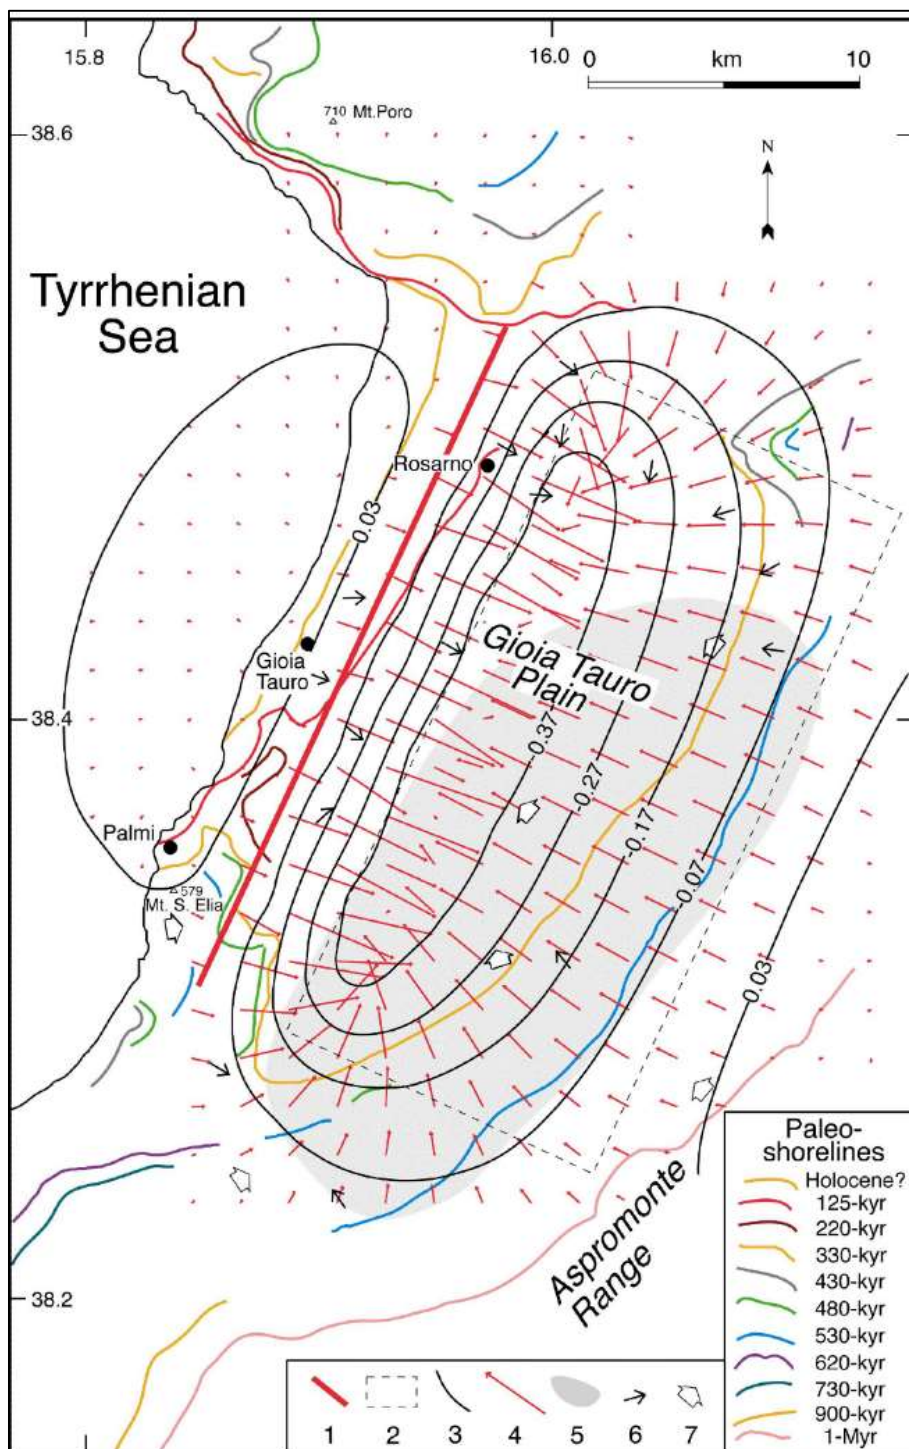 15.8
16.0
0
km
10
710 Mt.Poro
38.6
N
Tyrrhenian
Sea
Rosarno
0.03
Gioia
Tauro
Gioia Tauro
Plain
38.4
-0.37
-0.27
-0.17
-0.07
0.03
Palmi
579
Mt. S. Elia
Aspromonte
Range
38.2
Paleo-
shorelines
Holocene?
125-kyr
220-kyr
330-kyr
430-kyr
480-kyr
530-kyr
620-kyr
730-kyr
900-kyr
1-Myr
1 2 3 4 5 6 7